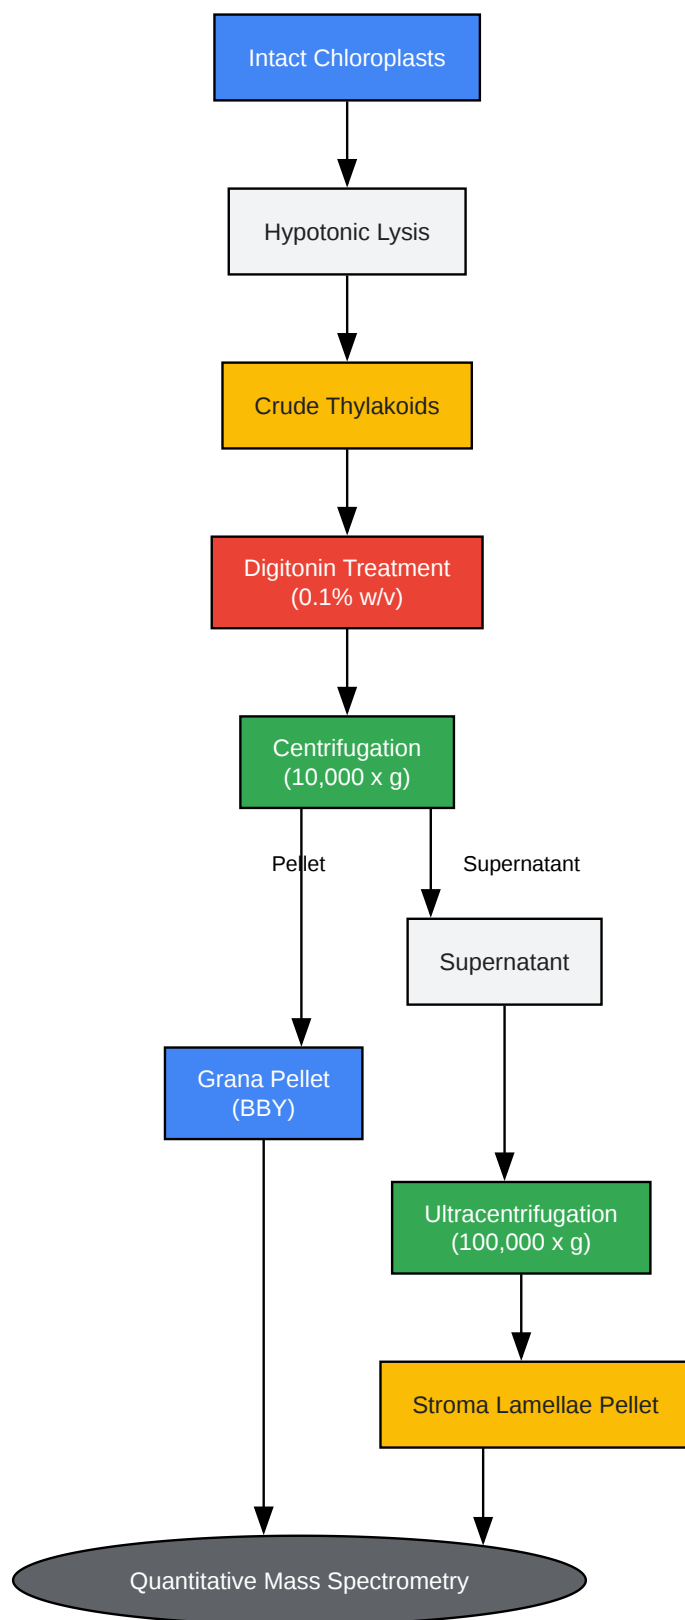 Intact Chloroplasts
Hypotonic Lysis
Crude Thylakoids
Digitonin Treatment
(0.1% w/v)
Centrifugation
(10,000 x g)
Pellet
Supernatant
Supernatant
Grana Pellet
(BBY)
Ultracentrifugation
(100,000 x g)
Stroma Lamellae Pellet
Quantitative Mass Spectrometry